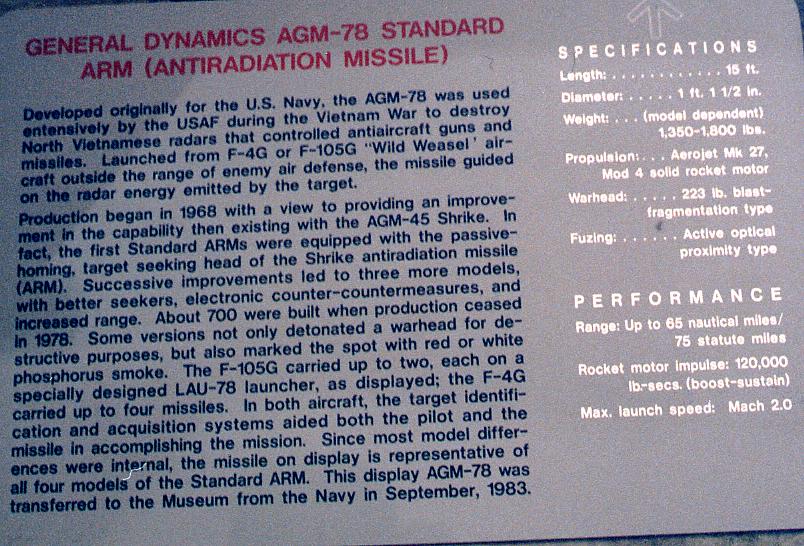 GENERAL DYNAMICS AGM-78 STANDARD
ARM (ANTIRADIATION MISSILE)
Developed originally for the U.S. Navy, the AGM-78 was used
entensively by the USAF during the Vietnam War to destroy
North Vietnamese radars that controlled antiaircraft guns and
missiles. Launched from F-4G or F-105G "Wild Weasel' air-
craft outside the range of enemy air defense, the missile guided
on the radar energy emitted by the target.
Production began in 1968 with a view to providing an improve-
ment in the capability then existing with the AGM-45 Shrike. In
fact, the first Standard ARMs were equipped with the passive-
homing, target seeking head of the Shrike antiradiation missile
(ARM). Successive improvements led to three more models,
with better seekers, electronic counter-countermeasures, and
increased range. About 700 were built when production ceased
in 1978. Some versions not only detonated a warhead for de-
structive purposes, but also marked the spot with red or white
phosphorus smoke. The F-105G carried up to two, each on a
specially designed LAU-78 launcher, as displayed; the F-4G
carried up to four missiles. In both aircraft, the target identifi-
cation and acquisition systems aided both the pilot and the
missile in accomplishing the mission. Since most model differ-
ences were internal, the missile on display is representative of
all four models of the Standard ARM. This display AGM-78 was
transferred to the Museum from the Navy in September, 1983.
SPECIFICATIONS
Length: . . . . . . . . . . . . 15 ft.
Diameter: . . . . . . 1 ft. 1 1/2 in.
Weight: . . . (model dependent)
1,350-1,800 lbs.
Propulsion: . . . Aerojet Mk 27,
Mod 4 solid rocket motor
Warhead: . . . . . 223 lb. blast-
fragmentation type
Fuzing: . . . . . . Active optical
proximity type
PERFORMANCE
Range: Up to 65 nautical miles/
75 statute miles
Rocket motor impulse: 120,000
lb-secs. (boost-sustain)
Max. launch speed: Mach 2.0